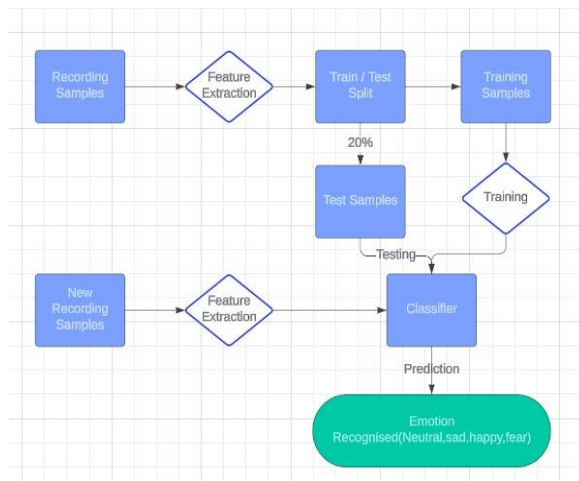 Recording
Samples
Feature
Extraction
Train / Test
Split
Training
Samples
20%
Test Samples
Training
Testing
New
Recording
Samples
Feature
Extraction
Classifier
Prediction
Emotion
Recognised(Neutral,sad,happy,fear)